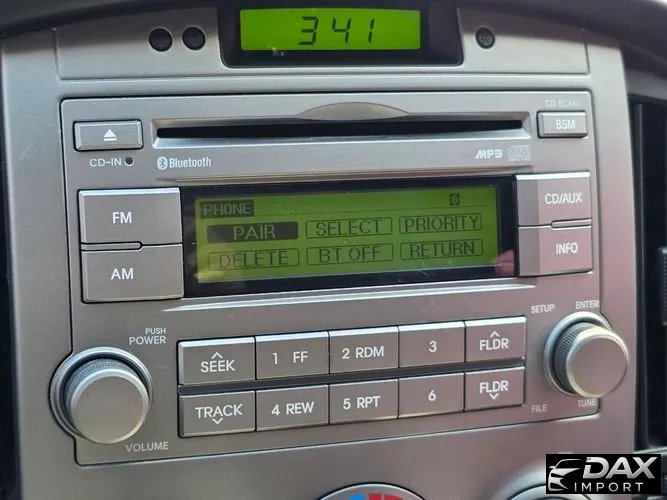 3 41
CD SCAN
BSM
CD-IN
Bluetooth
MP3
FM
AM
PHONE
PAIR SELECT PRIORITY
DELETE BT OFF RETURN
CD/AUX
INFO
PUSH
POWER
VOLUME
SEEK 1 FF 2 RDM 3 FLDR
TRACK 4 REW 5 RPT 6 FLDR
SETUP ENTER
FILE TUNE
DAX
IMPORT